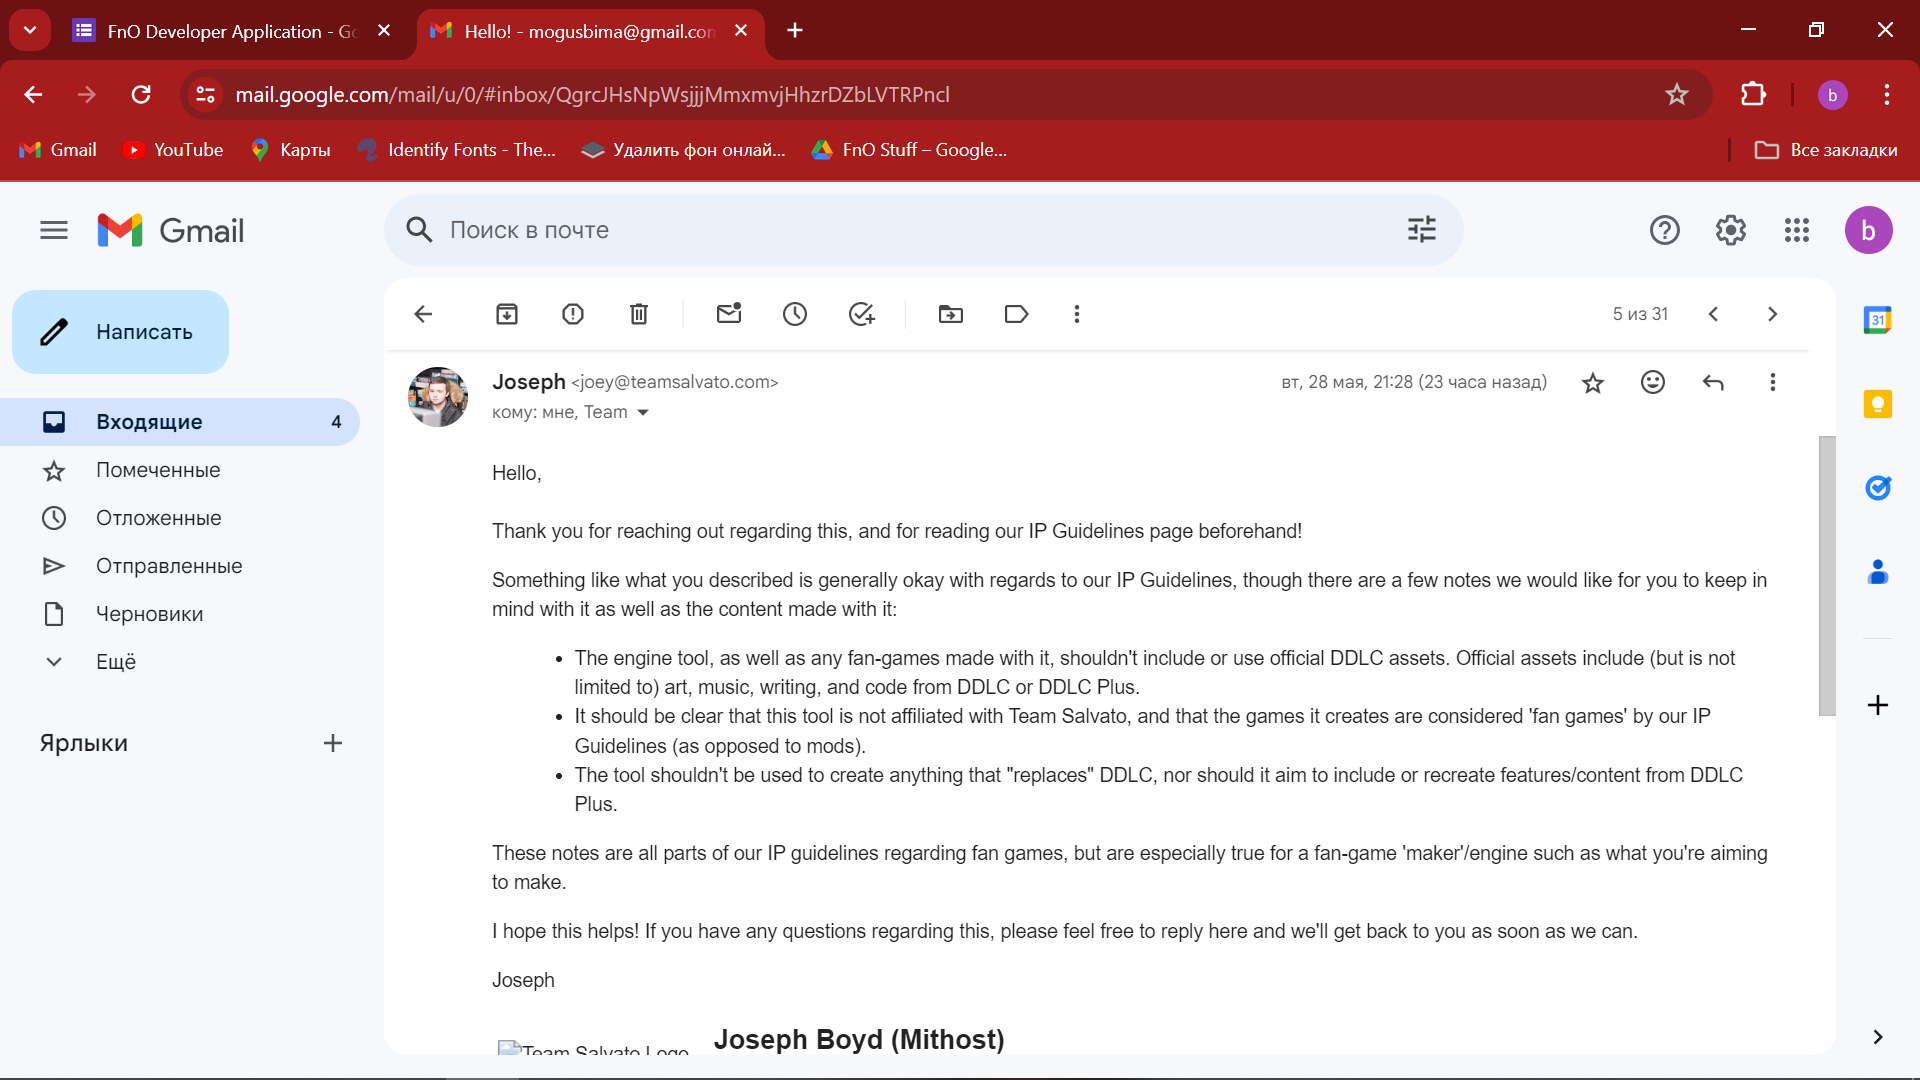 FnO Developer Application - Go
Hello! - mogusbima@gmail.com
mail.google.com/mail/u/0/#inbox/QgrcJHsNpWsjjjMmxmvjHhzrDZbLVTRPncl
b
Gmail
YouTube
Карты
Identify Fonts - The...
Удалить фон онлай...
FnO Stuff – Google...
Все закладки
Gmail
Поиск в почте
b
Написать
5 из 31
31
Joseph <joey@teamsalvato.com>
вт, 28 мая, 21:28 (23 часа назад)
кому: мне, Team
Входящие 4
Помеченные
Отложенные
Отправленные
Черновики
Ещё
Ярлыки
Hello,
Thank you for reaching out regarding this, and for reading our IP Guidelines page beforehand!
Something like what you described is generally okay with regards to our IP Guidelines, though there are a few notes we would like for you to keep in
mind with it as well as the content made with it:
• The engine tool, as well as any fan-games made with it, shouldn't include or use official DDLC assets. Official assets include (but is not
limited to) art, music, writing, and code from DDLC or DDLC Plus.
• It should be clear that this tool is not affiliated with Team Salvato, and that the games it creates are considered 'fan games' by our IP
Guidelines (as opposed to mods).
• The tool shouldn't be used to create anything that "replaces" DDLC, nor should it aim to include or recreate features/content from DDLC
Plus.
These notes are all parts of our IP guidelines regarding fan games, but are especially true for a fan-game 'maker'/engine such as what you're aiming
to make.
I hope this helps! If you have any questions regarding this, please feel free to reply here and we'll get back to you as soon as we can.
Joseph
Team Salvato Logo
Joseph Boyd (Mithost)